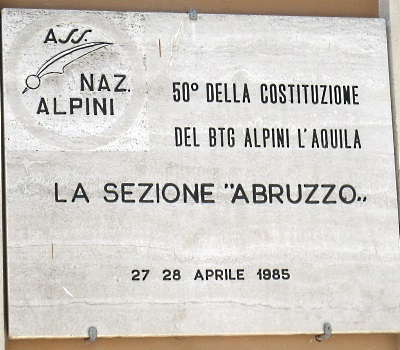 ASS.
NAZ.
ALPINI
50° DELLA COSTITUZIONE
DEL BTG ALPINI L'AQUILA
LA SEZIONE "ABRUZZO„
27 28 APRILE 1985